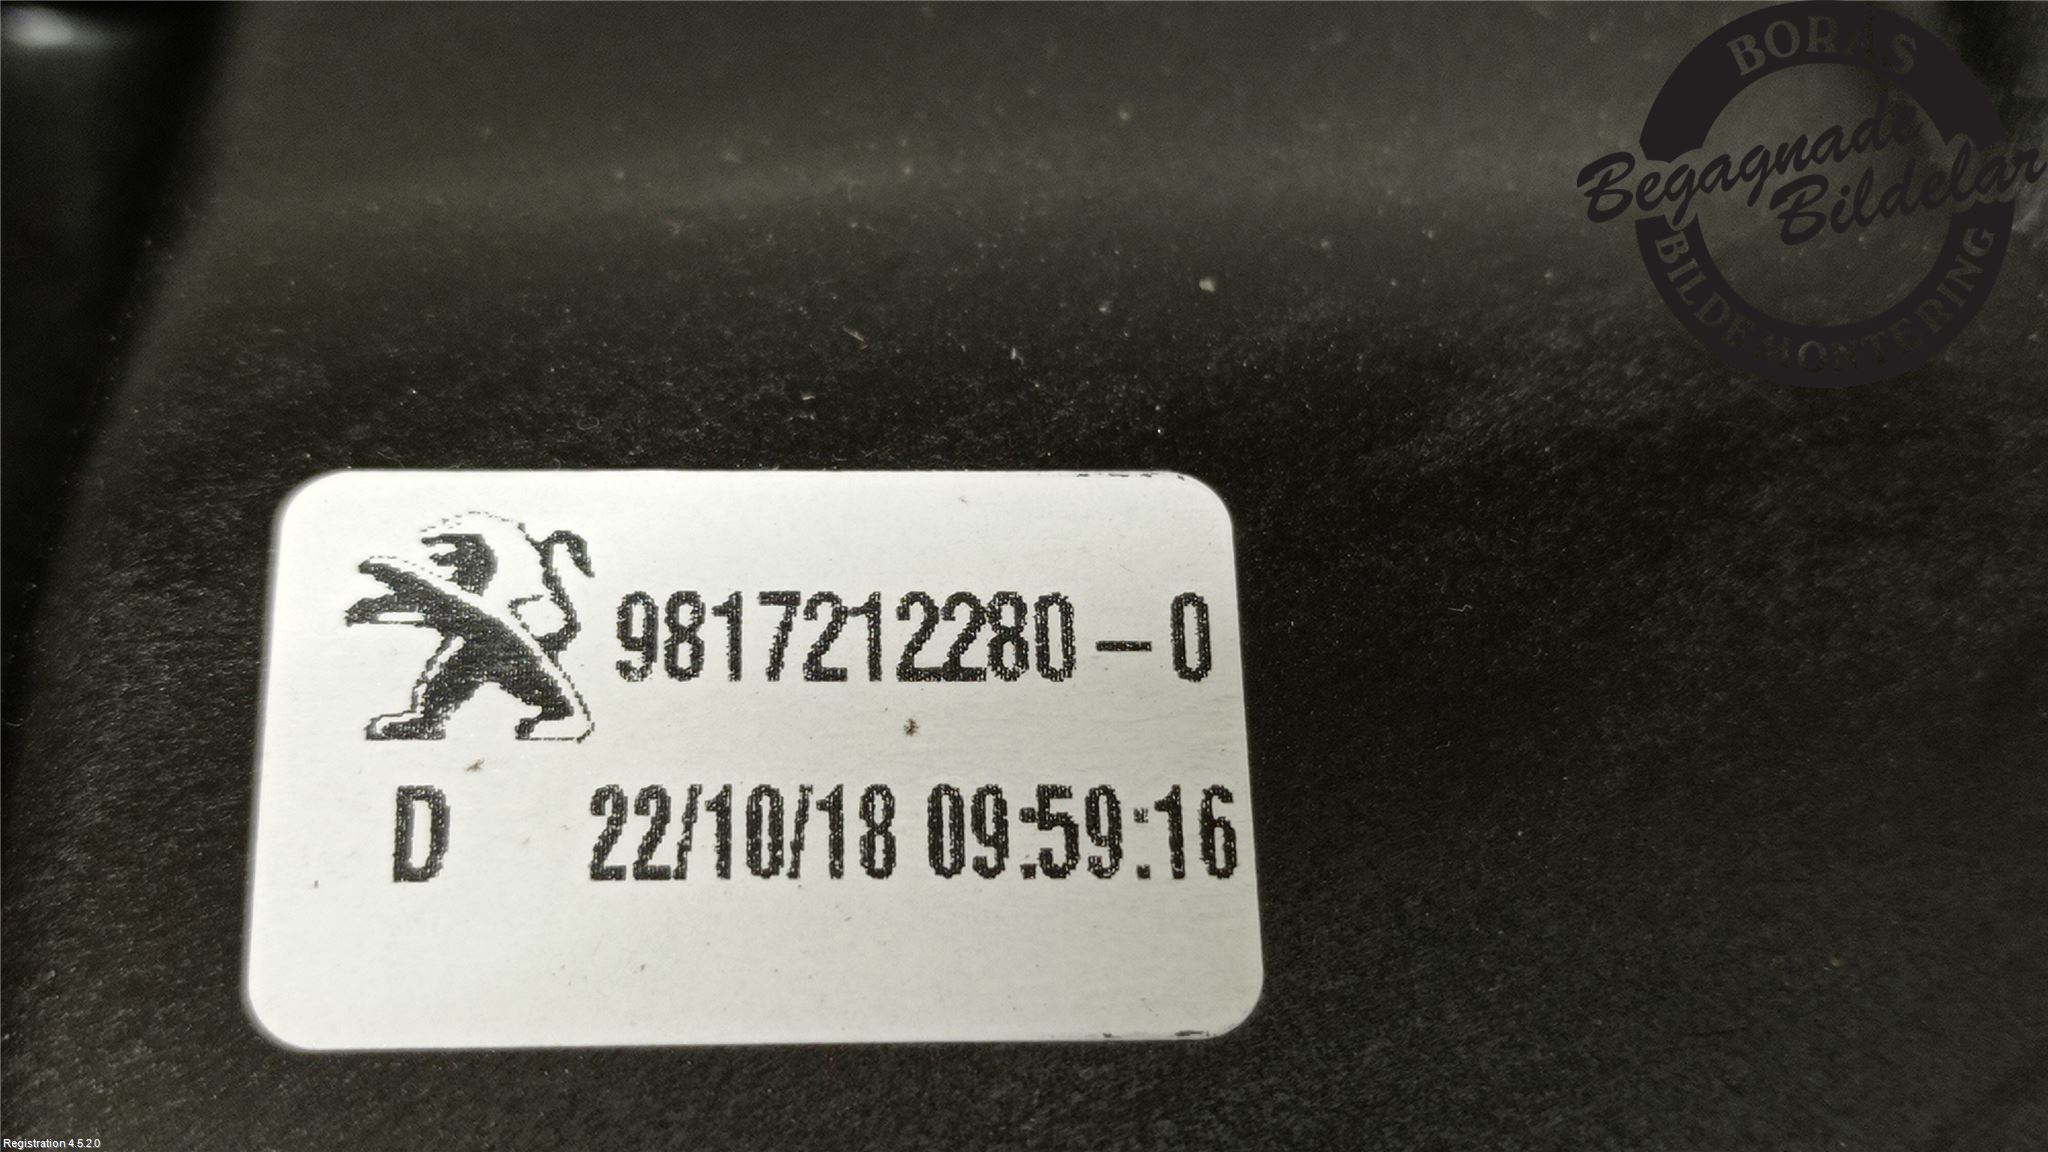 BORÅS
Begagnade
Bildelar
BILDEMONTERING
9817212280-0
D 22/10/18 09:59:16
Registration 4.5.2.0